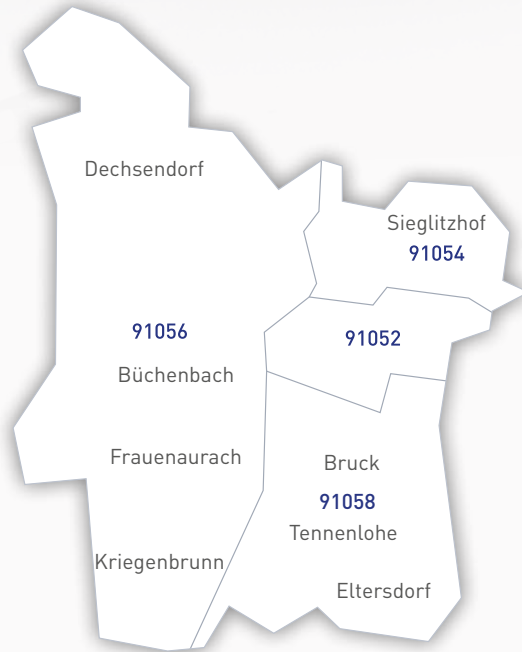 Dechsendorf
Sieglitzhof
91054
91056
91052
Büchenbach
Frauenaurach
Bruck
91058
Tennenlohe
Kriegenbrunn
Eltersdorf